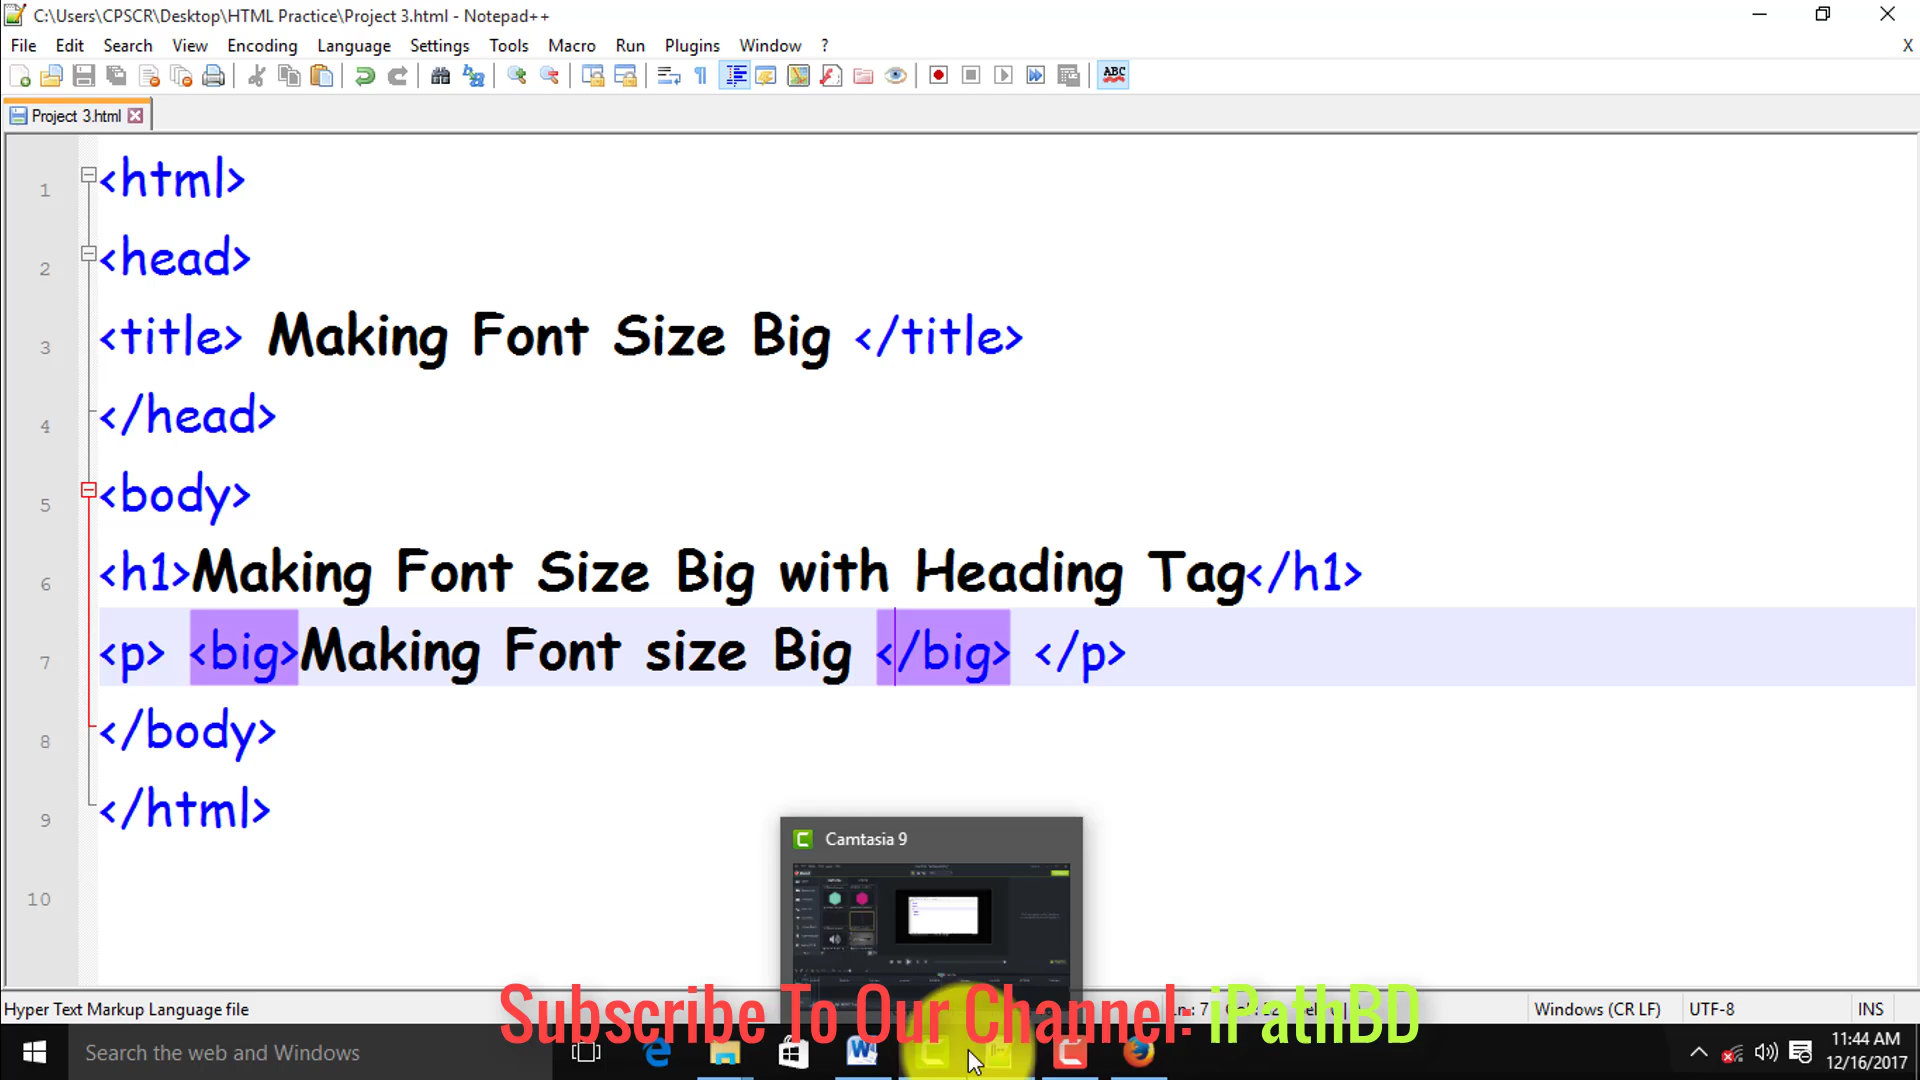 C:\Users\CPSCR\Desktop\HTML Practice\Project 3.html - Notepad++
File Edit Search View Encoding Language Settings Tools Macro Run Plugins Window ? X
ABC
Project 3.html
1 <html>
2 <head>
3 <title> Making Font Size Big </title>
4 </head>
5 <body>
6 <h1>Making Font Size Big with Heading Tag</h1>
7 <p> <big>Making Font size Big </big> </p>
8 </body>
9 </html>
10
Camtasia 9
Subscribe To Our Channel: iPathBD
Hyper Text Markup Language file Windows (CR LF) UTF-8 INS
Search the web and Windows
11:44 AM
12/16/2017